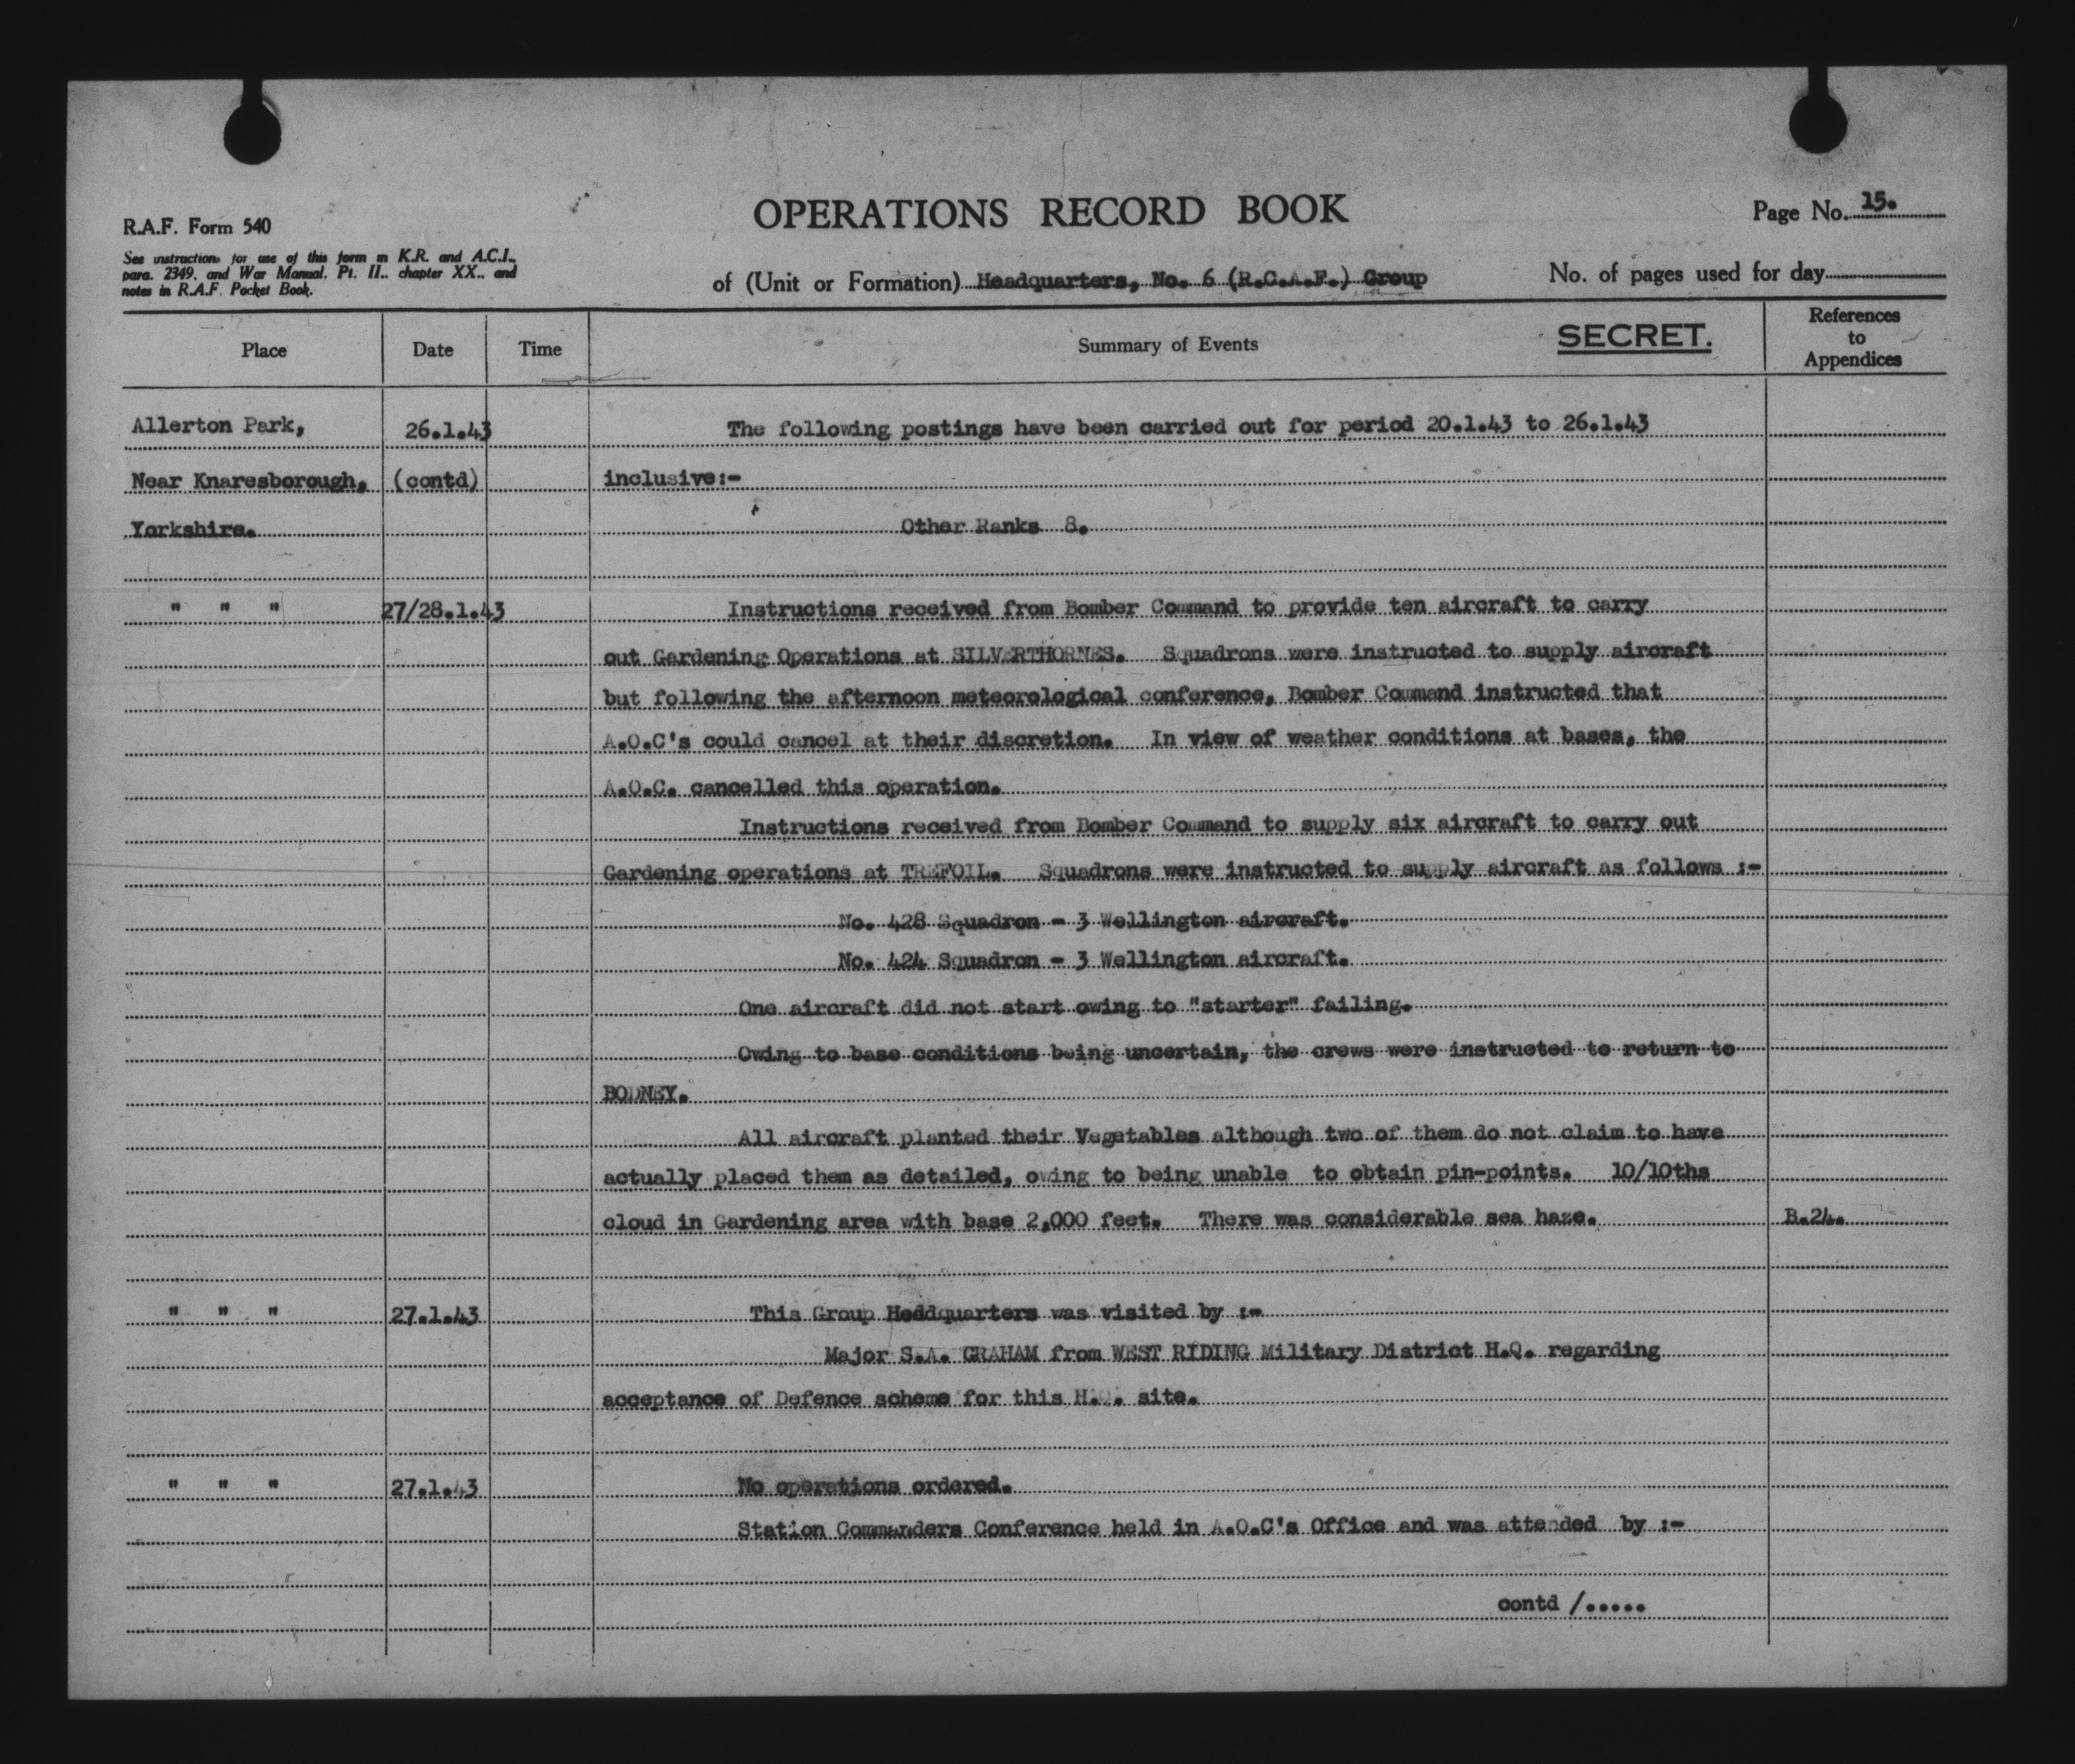 R.A.F. Form 540
See instructions for use of this form in K.R. and A.C.I.,
para. 2349, and War Manual, Pt. II., chapter XX., and
notes in R.A.F. Pocket Book.
OPERATIONS RECORD BOOK
Page No. 15.
of (Unit or Formation) Headquarters, No. 6 (R.C.A.F.) Group
No. of pages used for day
Place Date Time Summary of Events SECRET. References to Appendices
Allerton Park, 26.1.43 The following postings have been carried out for period 20.1.43 to 26.1.43
Near Knaresborough, (contd) inclusive:-
Yorkshire. Other Ranks 8.
" " " 27/28.1.43 Instructions received from Bomber Command to provide ten aircraft to carry
out Gardening Operations at SILVERTHORNES. Squadrons were instructed to supply aircraft
but following the afternoon meteorological conference, Bomber Command instructed that
A.O.C's could cancel at their discretion. In view of weather conditions at bases, the
A.O.C. cancelled this operation.
Instructions received from Bomber Command to supply six aircraft to carry out
Gardening operations at TREFOIL. Squadrons were instructed to supply aircraft as follows :-
No. 428 Squadron - 3 Wellington aircraft.
No. 424 Squadron - 3 Wellington aircraft.
One aircraft did not start owing to "starter" failing.
Owing to base conditions being uncertain, the crews were instructed to return to
BODNEY.
All aircraft planted their Vegetables although two of them do not claim to have
actually placed them as detailed, owing to being unable to obtain pin-points. 10/10ths
cloud in Gardening area with base 2,000 feet. There was considerable sea haze. B.24.
" " " 27.1.43 This Group Heddquarters was visited by :-
Major S.A. GRAHAM from WEST RIDING Military District H.Q. regarding
acceptance of Defence scheme for this H.Q. site.
" " " 27.1.43 No operations ordered.
Station Commanders Conference held in A.O.C's Office and was attended by :-
contd /.....